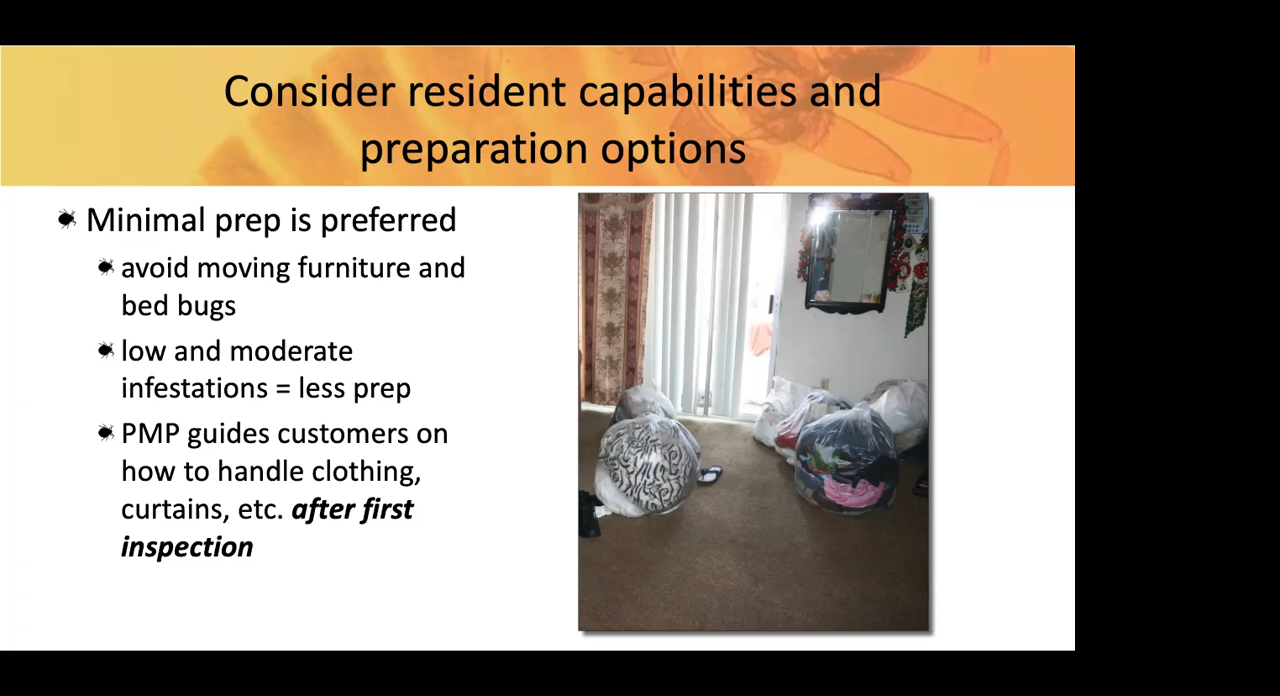 Consider resident capabilities and
preparation options
Minimal prep is preferred
avoid moving furniture and
bed bugs
low and moderate
infestations = less prep
PMP guides customers on
how to handle clothing,
curtains, etc. after first
inspection